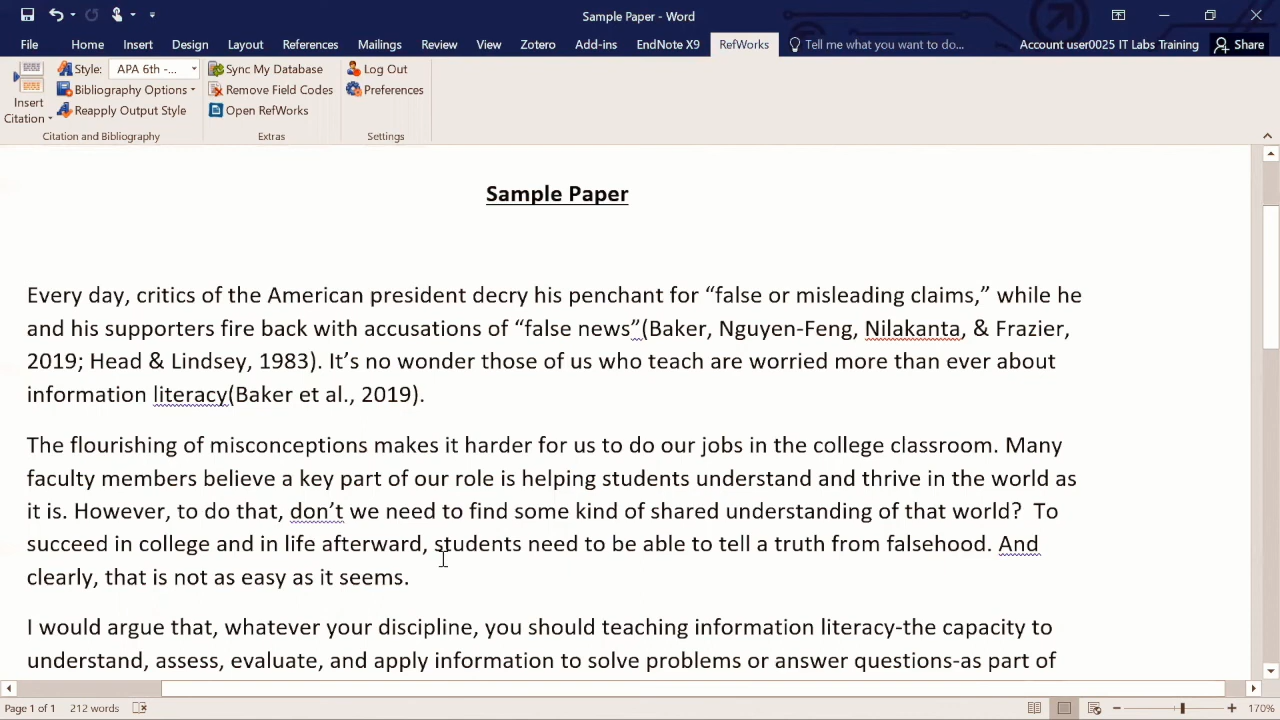 Sample Paper - Word
File Home Insert Design Layout References Mailings Review View Zotero Add-ins EndNote X9 RefWorks Tell me what you want to do... Account user0025 IT Labs Training Share
Insert Citation
Style: APA 6th -...
Bibliography Options
Reapply Output Style
Citation and Bibliography
Sync My Database
Remove Field Codes
Open RefWorks
Extras
Log Out
Preferences
Settings
Sample Paper
Every day, critics of the American president decry his penchant for “false or misleading claims,” while he
and his supporters fire back with accusations of “false news”(Baker, Nguyen-Feng, Nilakanta, & Frazier,
2019; Head & Lindsey, 1983). It’s no wonder those of us who teach are worried more than ever about
information literacy(Baker et al., 2019).
The flourishing of misconceptions makes it harder for us to do our jobs in the college classroom. Many
faculty members believe a key part of our role is helping students understand and thrive in the world as
it is. However, to do that, don’t we need to find some kind of shared understanding of that world?  To
succeed in college and in life afterward, students need to be able to tell a truth from falsehood. And
clearly, that is not as easy as it seems.
I would argue that, whatever your discipline, you should teaching information literacy-the capacity to
understand, assess, evaluate, and apply information to solve problems or answer questions-as part of
Page 1 of 1 212 words 170%